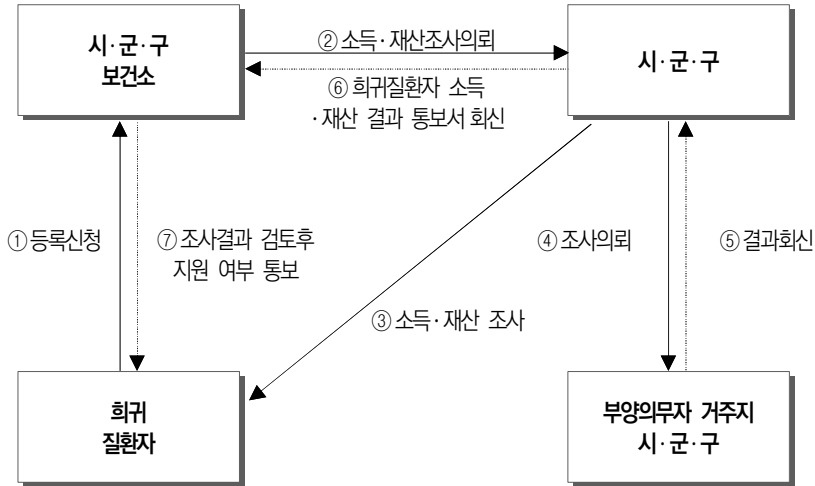 시·군·구
보건소
② 소득·재산조사의뢰
시·군·구
⑥ 희귀질환자 소득
·재산 결과 통보서 회신
① 등록신청
⑦ 조사결과 검토후
지원 여부 통보
④ 조사의뢰
⑤ 결과회신
③ 소득·재산 조사
희귀
질환자
부양의무자 거주지
시·군·구